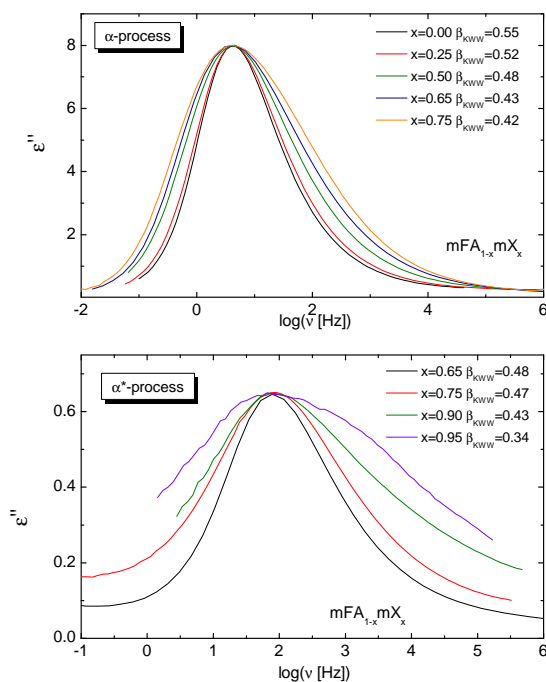 α-process
x=0.00 β_KWW=0.55
x=0.25 β_KWW=0.52
x=0.50 β_KWW=0.48
x=0.65 β_KWW=0.43
x=0.75 β_KWW=0.42
8
6
4
2
ε''
mFA_1-x mX_x
-2 0 2 4 6
log(ν [Hz])
α*-process
x=0.65 β_KWW=0.48
x=0.75 β_KWW=0.47
x=0.90 β_KWW=0.43
x=0.95 β_KWW=0.34
0.6
0.4
0.2
0.0
ε''
mFA_1-x mX_x
-1 0 1 2 3 4 5 6
log(ν [Hz])